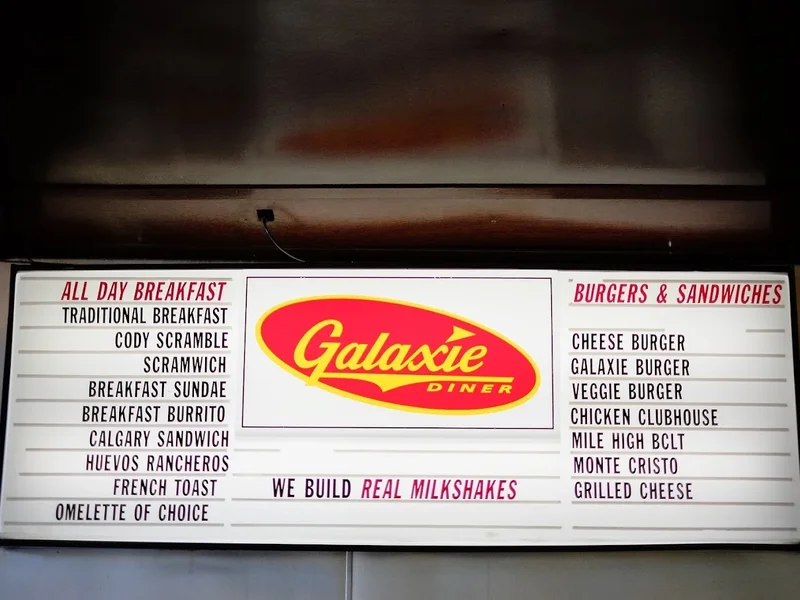 ALL DAY BREAKFAST
TRADITIONAL BREAKFAST
CODY SCRAMBLE
SCRAMWICH
BREAKFAST SUNDAE
BREAKFAST BURRITO
CALGARY SANDWICH
HUEVOS RANCHEROS
FRENCH TOAST
OMELETTE OF CHOICE
Galaxie
DINER
WE BUILD REAL MILKSHAKES
BURGERS & SANDWICHES
CHEESE BURGER
GALAXIE BURGER
VEGGIE BURGER
CHICKEN CLUBHOUSE
MILE HIGH BCLT
MONTE CRISTO
GRILLED CHEESE